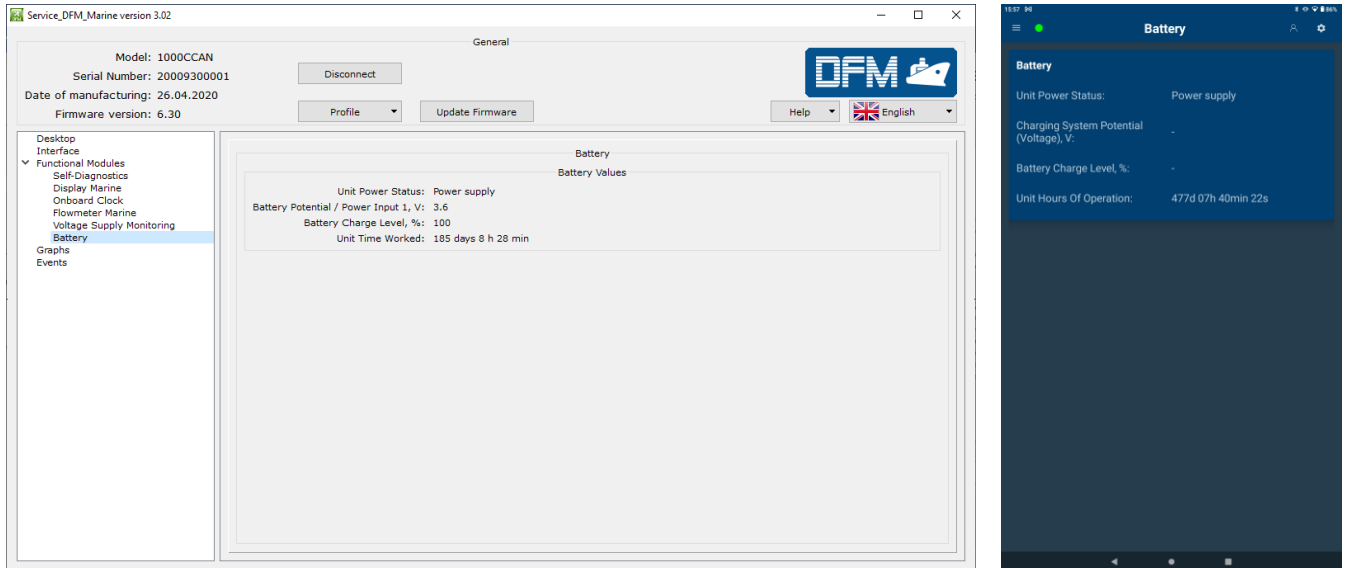 Service_DFM_Marine version 3.02
General
Model: 1000CCAN
Serial Number: 20009300001
Date of manufacturing: 26.04.2020
Firmware version: 6.30
Disconnect
Profile
Update Firmware
DFM
Help
English
Desktop
Interface
Functional Modules
Self-Diagnostics
Display Marine
Onboard Clock
Flowmeter Marine
Voltage Supply Monitoring
Battery
Graphs
Events
Battery
Battery Values
Unit Power Status: Power supply
Battery Potential / Power Input 1, V: 3.6
Battery Charge Level, %: 100
Unit Time Worked: 185 days 8 h 28 min
15:57
86%
Battery
Battery
Unit Power Status: Power supply
Charging System Potential
(Voltage), V: -
Battery Charge Level, %: -
Unit Hours Of Operation: 477d 07h 40min 22s